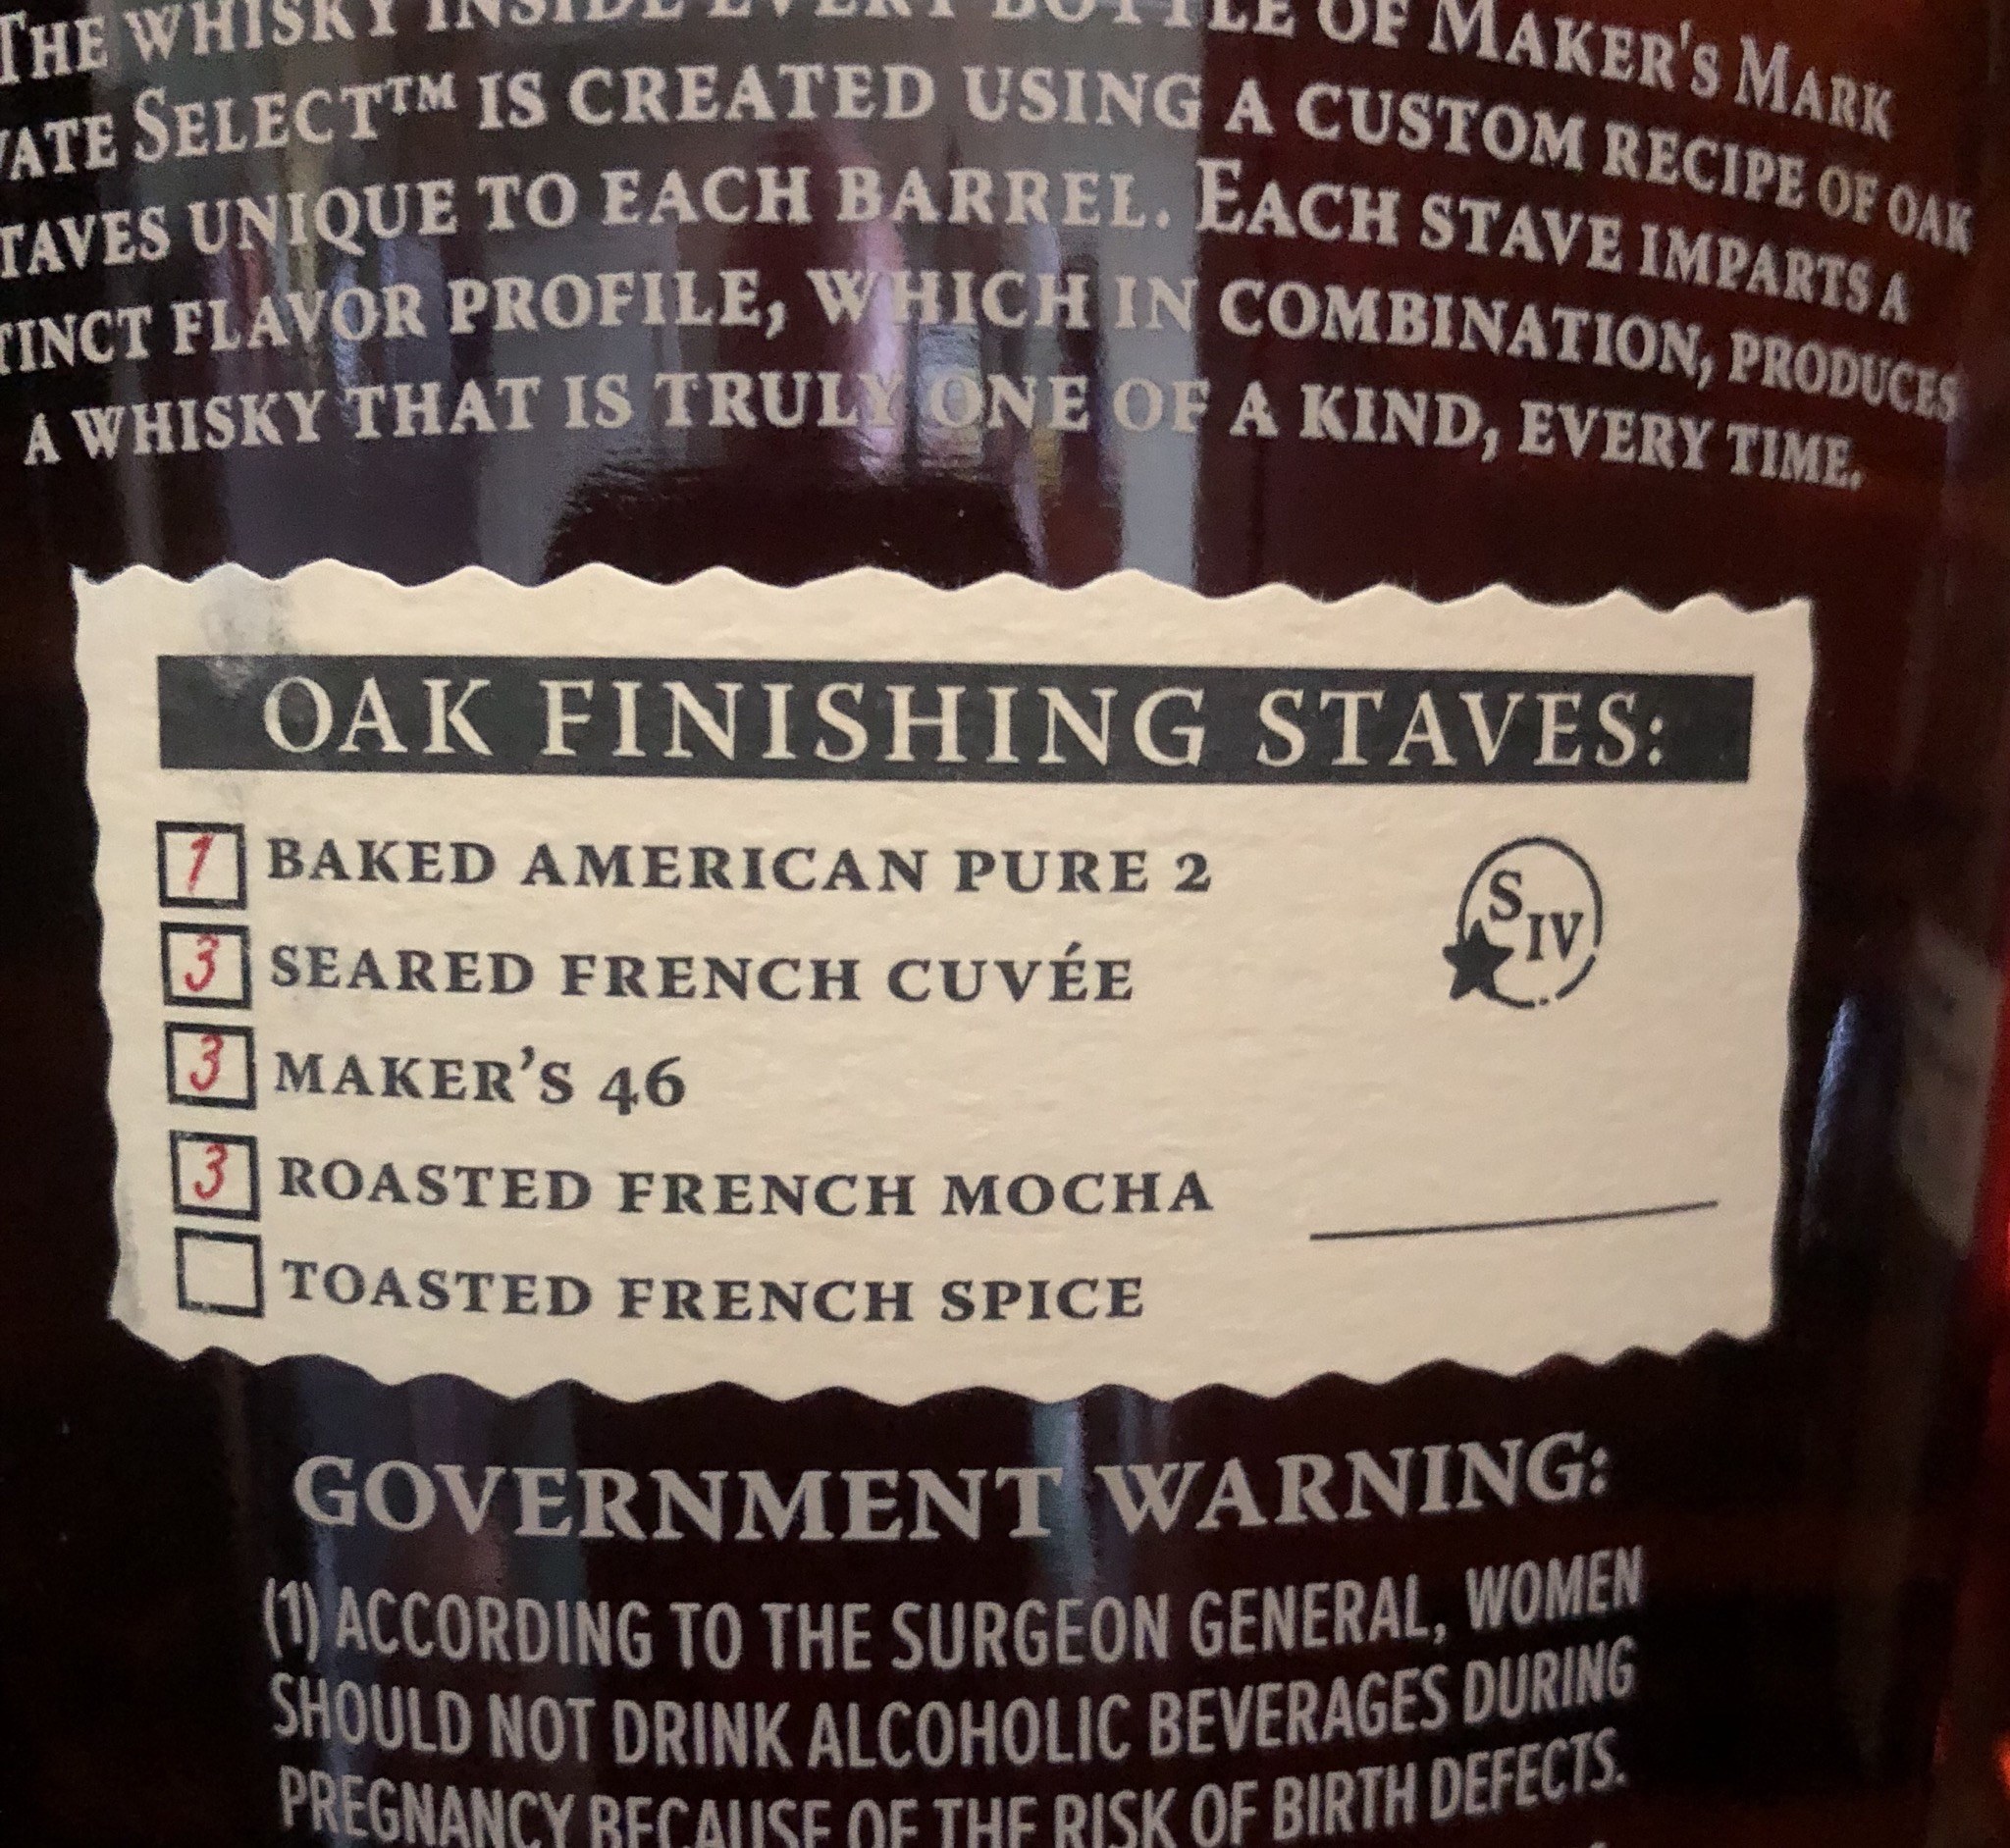 THE WHISKY INSIDE EVERY BOTTLE OF MAKER'S MARK
VATE SELECT™ IS CREATED USING A CUSTOM RECIPE OF OAK
TAVES UNIQUE TO EACH BARREL. EACH STAVE IMPARTS A
TINCT FLAVOR PROFILE, WHICH IN COMBINATION, PRODUCES
A WHISKY THAT IS TRULY ONE OF A KIND, EVERY TIME.
OAK FINISHING STAVES:
1 BAKED AMERICAN PURE 2
3 SEARED FRENCH CUVÉE
3 MAKER'S 46
3 ROASTED FRENCH MOCHA
TOASTED FRENCH SPICE
S IV
GOVERNMENT WARNING:
(1) ACCORDING TO THE SURGEON GENERAL, WOMEN
SHOULD NOT DRINK ALCOHOLIC BEVERAGES DURING
PREGNANCY BECAUSE OF THE RISK OF BIRTH DEFECTS.